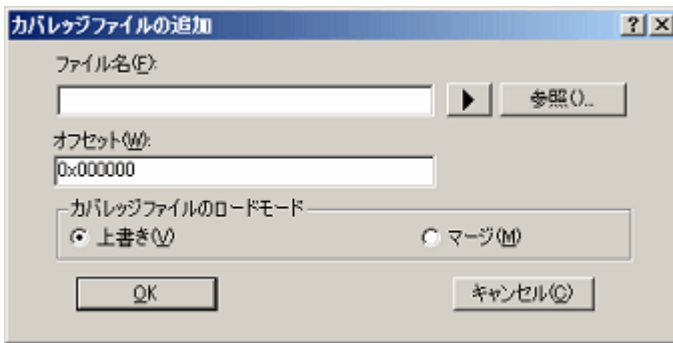 カバレッジファイルの追加
ファイル名(F):
参照()...
オフセット(W):
0x000000
カバレッジファイルのロードモード
上書き(V) マージ(M)
OK キャンセル(C)